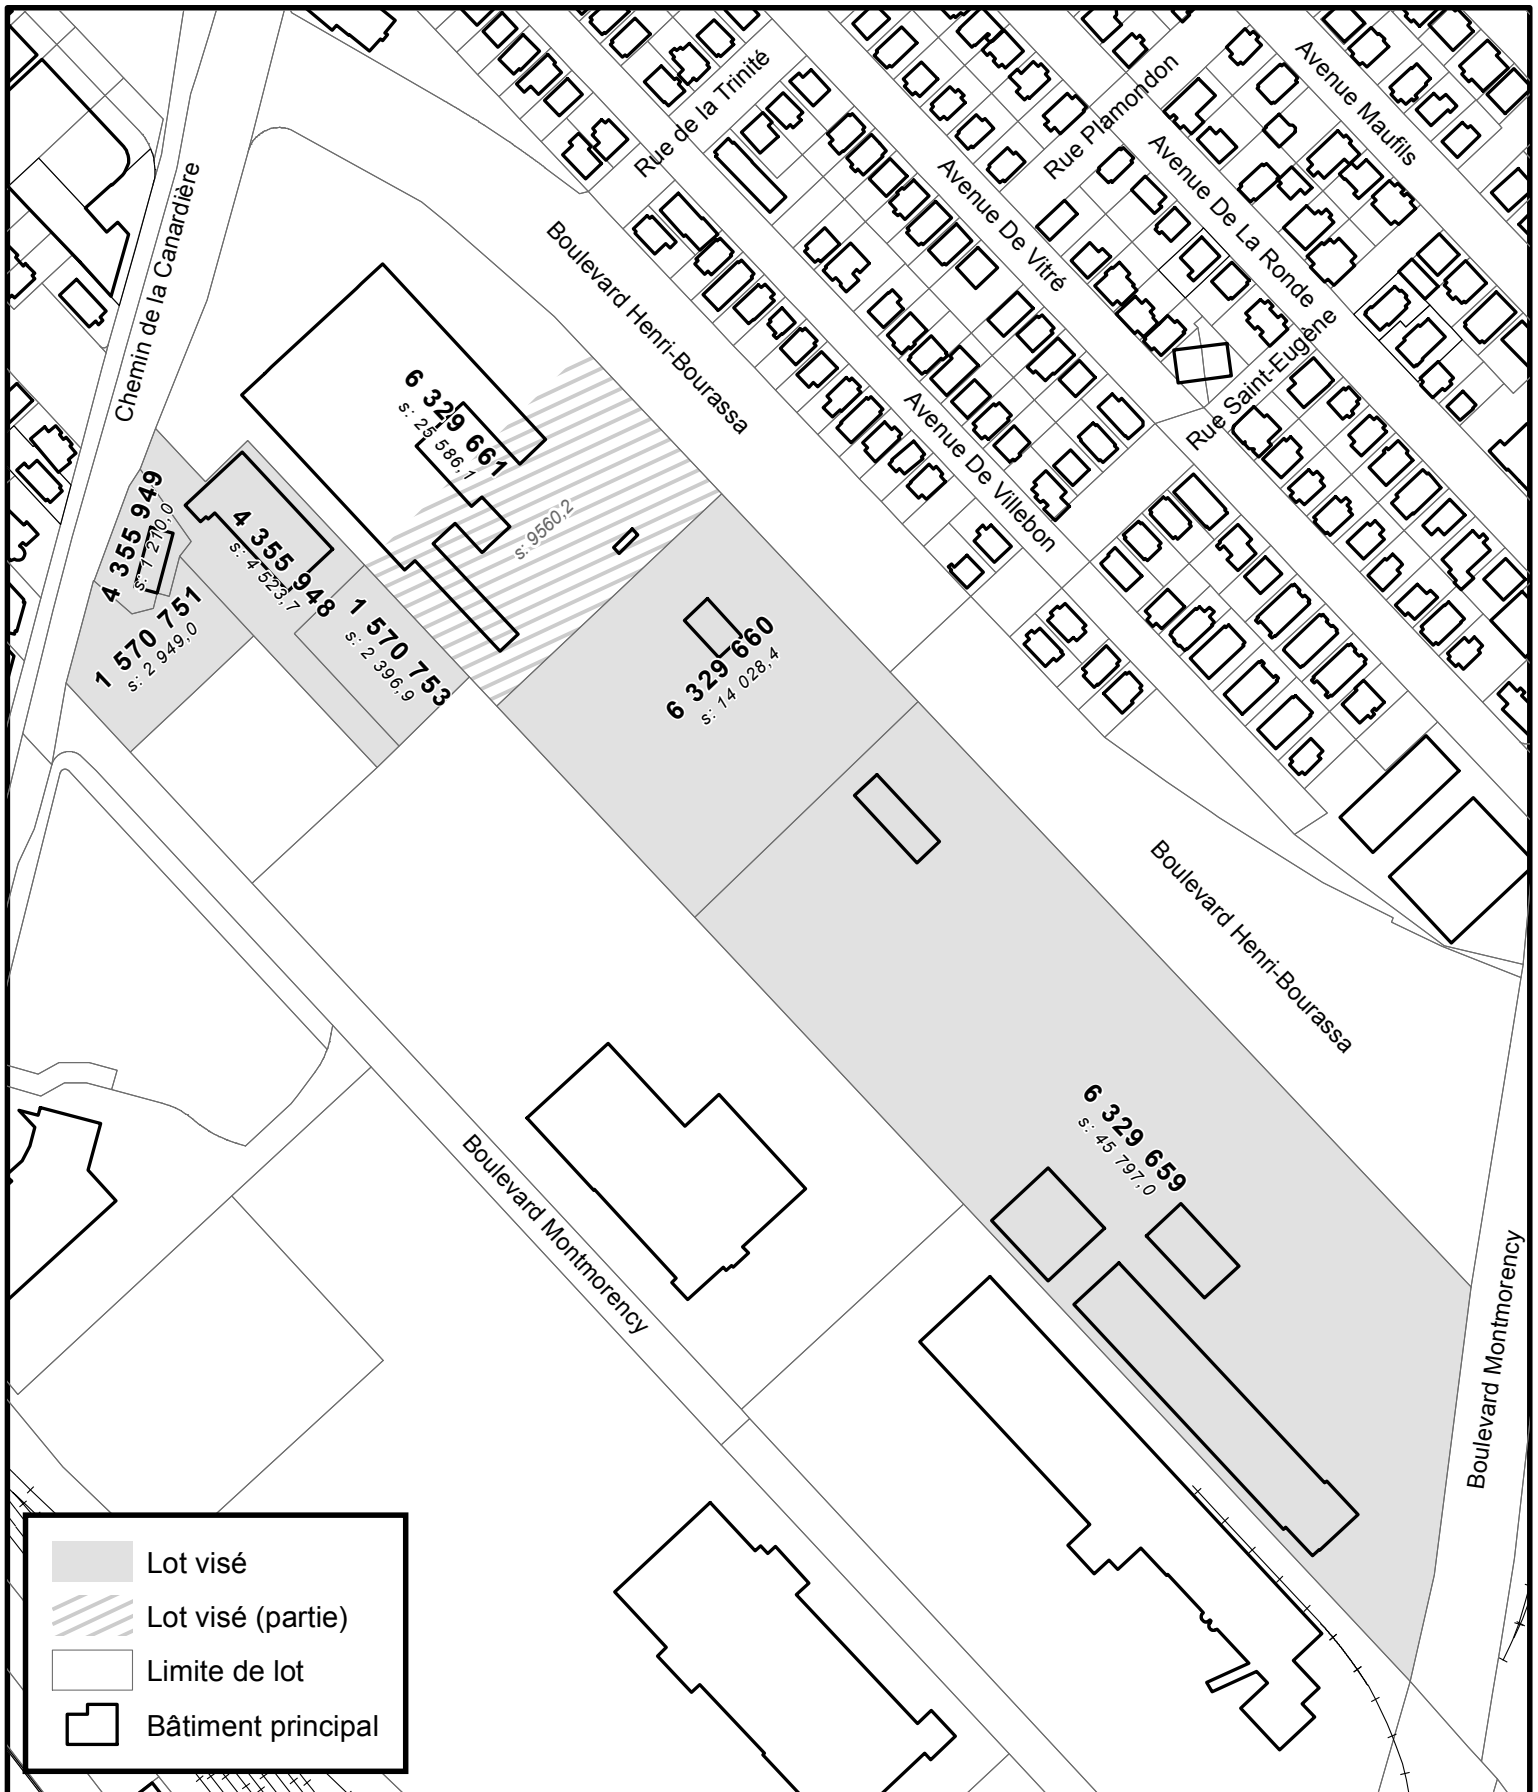 Rue de la Trinité
Rue Plamondon
Avenue Maufils
Avenue De La Ronde
Avenue De Vitré
Boulevard Henri-Bourassa
Chemin de la Canardière
Rue Saint-Eugène
Avenue De Villebon
6 329 661
s: 25 586,1
s: 9560,2
4 355 949
s: 1 210,0
4 355 948
s: 4 523,7
1 570 751
s: 2 949,0
1 570 753
s: 2 396,9
6 329 660
s: 14 028,4
Boulevard Henri-Bourassa
6 329 659
s: 45 797,0
Boulevard Montmorency
Boulevard Montmorency
Lot visé
Lot visé (partie)
Limite de lot
Bâtiment principal